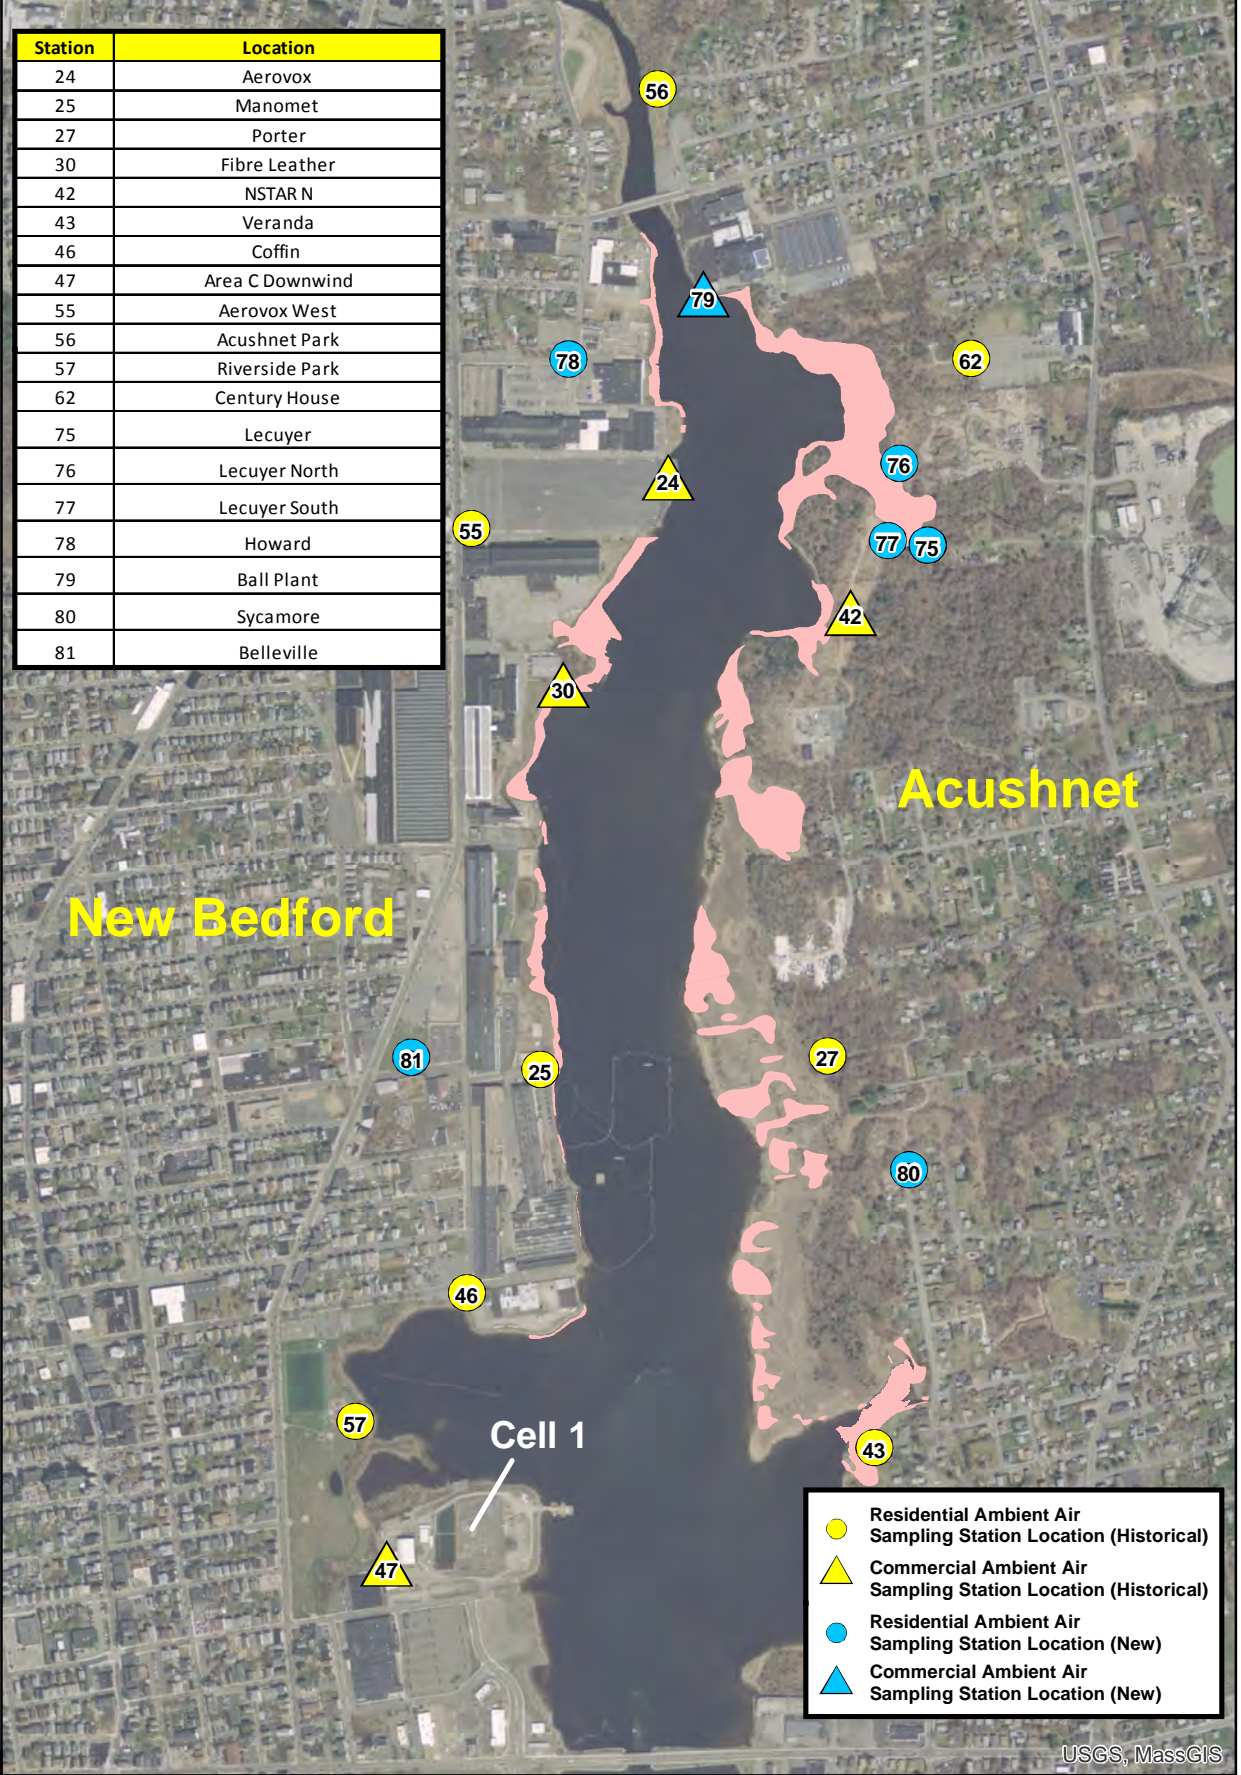 Station Location
24 Aerovox
25 Manomet
27 Porter
30 Fibre Leather
42 NSTAR N
43 Veranda
46 Coffin
47 Area C Downwind
55 Aerovox West
56 Acushnet Park
57 Riverside Park
62 Century House
75 Lecuyer
76 Lecuyer North
77 Lecuyer South
78 Howard
79 Ball Plant
80 Sycamore
81 Belleville
56
79
78
62
76
24
55
77
75
42
30
Acushnet
New Bedford
81
25
27
80
46
57
Cell 1
43
47
Residential Ambient Air
Sampling Station Location (Historical)
Commercial Ambient Air
Sampling Station Location (Historical)
Residential Ambient Air
Sampling Station Location (New)
Commercial Ambient Air
Sampling Station Location (New)
USGS, MassGIS